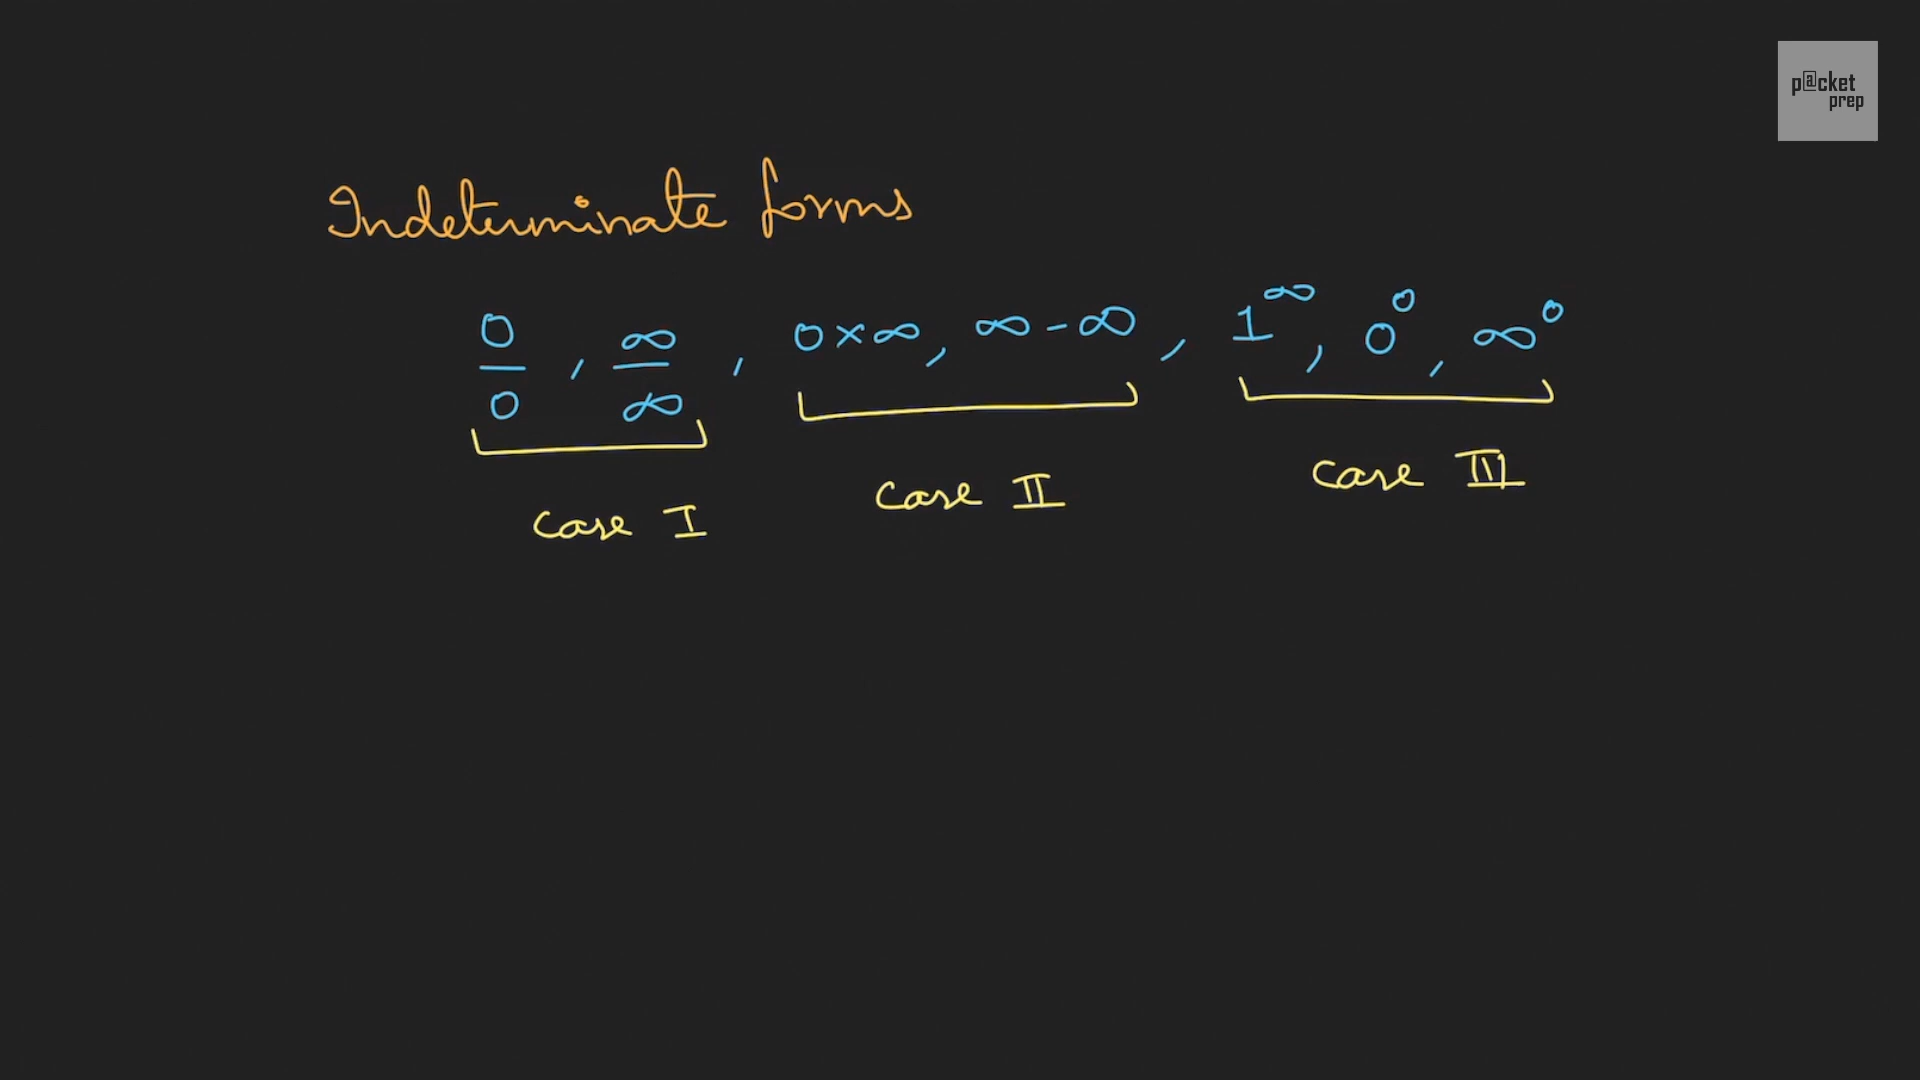 p@cket
prep
Indeterminate forms
0/0 , ∞/∞ , 0×∞, ∞-∞ , 1^∞ , 0^0 , ∞^0
Case I
Case II
Case III